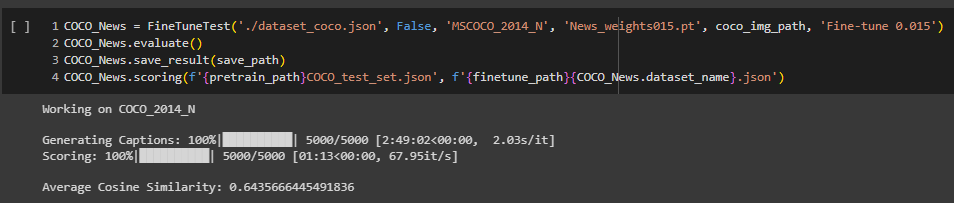 [ ] 1 COCO_News = FineTuneTest('./dataset_coco.json', False, 'MSCOCO_2014_N', 'News_weights015.pt', coco_img_path, 'Fine-tune 0.015')
2 COCO_News.evaluate()
3 COCO_News.save_result(save_path)
4 COCO_News.scoring(f'{pretrain_path}COCO_test_set.json', f'{finetune_path}{COCO_News.dataset_name}.json')
Working on COCO_2014_N
Generating Captions: 100%|██████████| 5000/5000 [2:49:02<00:00, 2.03s/it]
Scoring: 100%|██████████| 5000/5000 [01:13<00:00, 67.95it/s]
Average Cosine Similarity: 0.6435666445491836